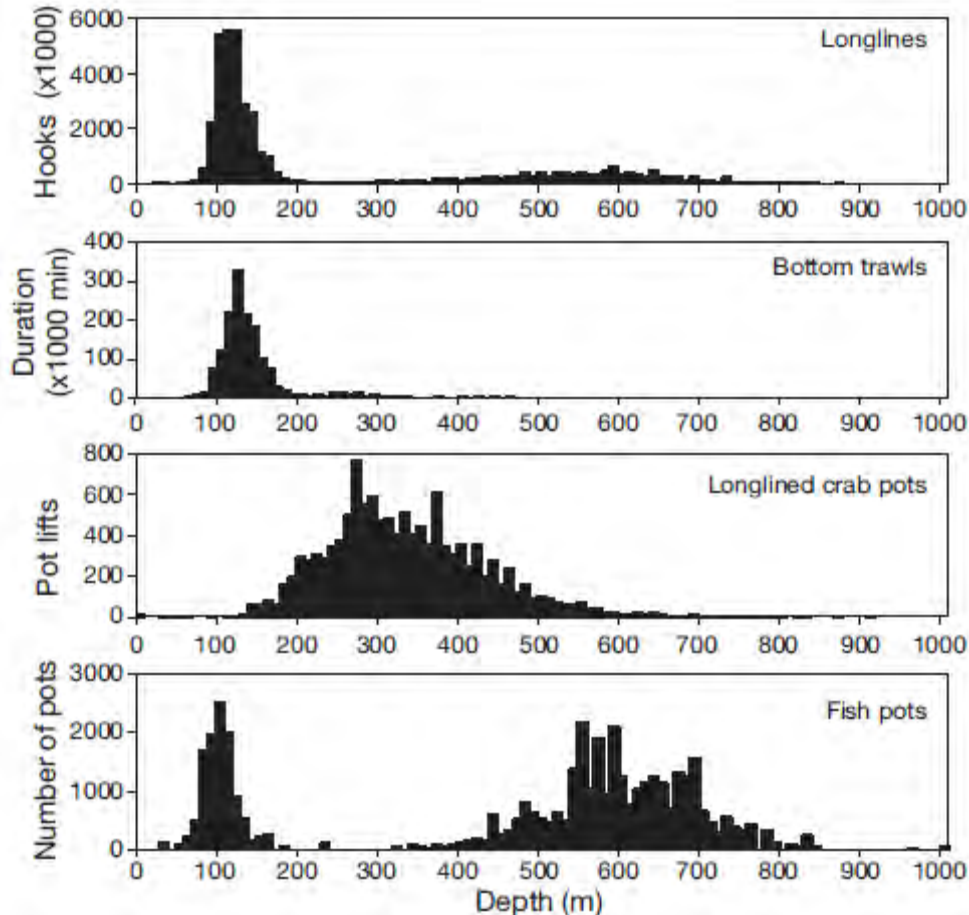 Hooks (x1000)
6000
4000
2000
0
Longlines
0 100 200 300 400 500 600 700 800 900 1000
Duration
(x1000 min)
400
300
200
100
0
Bottom trawls
0 100 200 300 400 500 600 700 800 900 1000
Pot lifts
800
600
400
200
0
Longlined crab pots
0 100 200 300 400 500 600 700 800 900 1000
Number of pots
3000
2000
1000
0
Fish pots
0 100 200 300 400 500 600 700 800 900 1000
Depth (m)